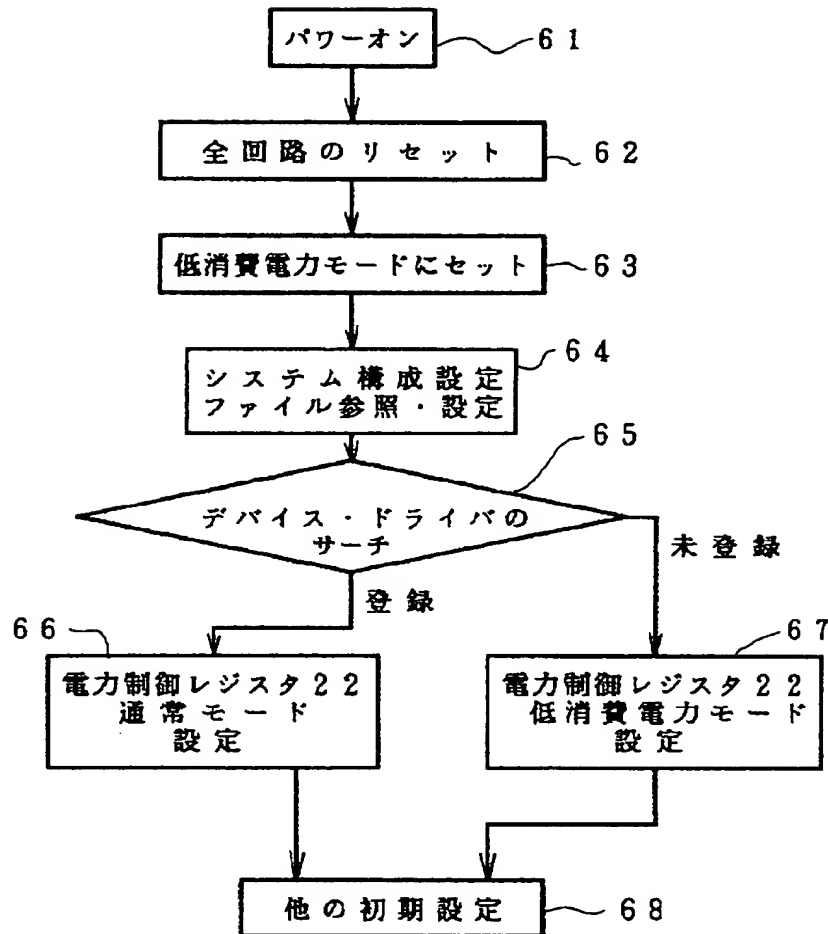 パワーオン
61
全回路のリセット
62
低消費電力モードにセット
63
64
システム構成設定
ファイル参照・設定
65
デバイス・ドライバの
サーチ
未登録
登録
66
67
電力制御レジスタ22
通常モード
設定
電力制御レジスタ22
低消費電力モード
設定
他の初期設定
68